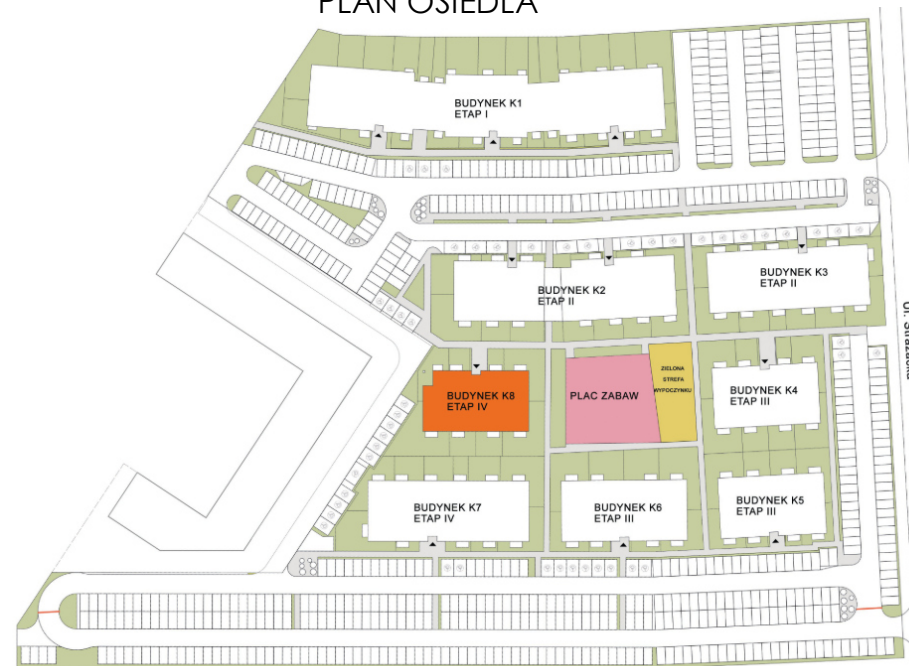 PLAN OSIEDLA
BUDYNEK K1
ETAP I
BUDYNEK K2
ETAP II
BUDYNEK K3
ETAP II
BUDYNEK K8
ETAP IV
PLAC ZABAW
ZIELONA
STREFA
WYPOCZYNKU
BUDYNEK K4
ETAP III
BUDYNEK K7
ETAP IV
BUDYNEK K6
ETAP III
BUDYNEK K5
ETAP III